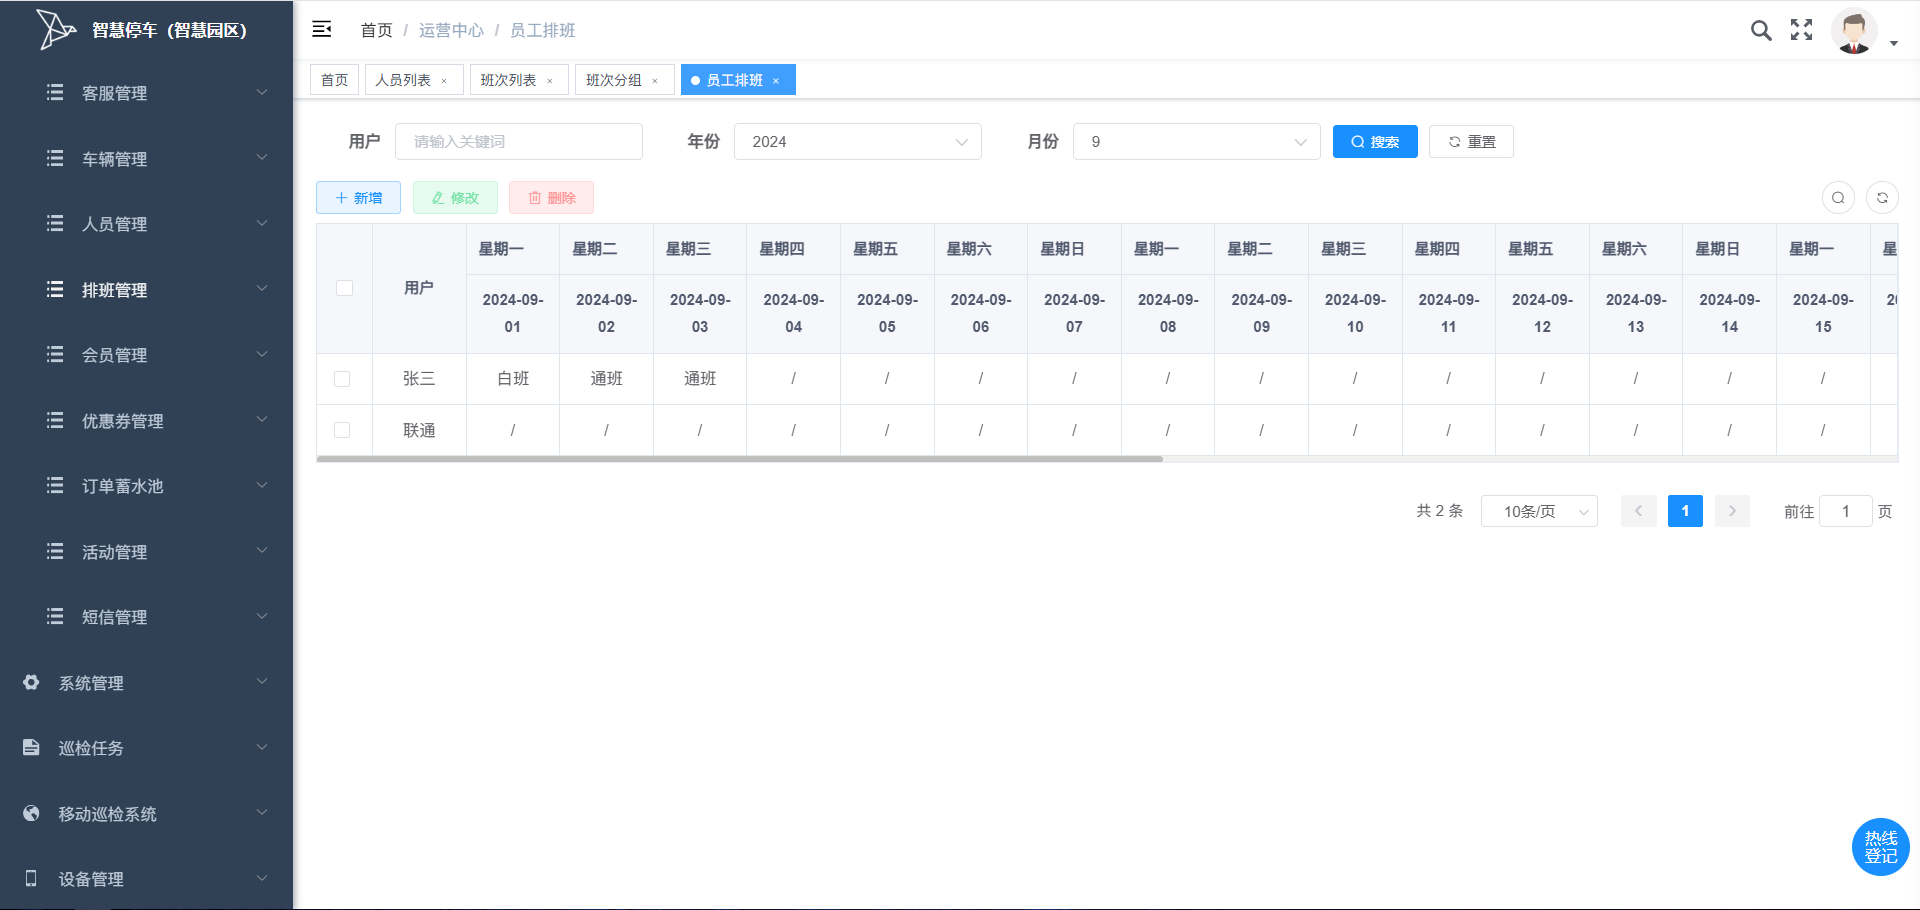 智慧停车（智慧园区）
首页 / 运营中心 / 员工排班
首页
人员列表 ×
班次列表 ×
班次分组 ×
员工排班 ×
客服管理
车辆管理
人员管理
排班管理
会员管理
优惠券管理
订单蓄水池
活动管理
短信管理
系统管理
巡检任务
移动巡检系统
设备管理
用户 请输入关键词 年份 2024 月份 9 搜索 重置
新增 修改 删除
用户 星期一 星期二 星期三 星期四 星期五 星期六 星期日 星期一 星期二 星期三 星期四 星期五 星期六 星期日 星期一
2024-09-01 2024-09-02 2024-09-03 2024-09-04 2024-09-05 2024-09-06 2024-09-07 2024-09-08 2024-09-09 2024-09-10 2024-09-11 2024-09-12 2024-09-13 2024-09-14 2024-09-15
张三 白班 通班 通班 / / / / / / / / / / / /
联通 / / / / / / / / / / / / / / /
共 2 条 10条/页 1 前往 1 页
热线
登记